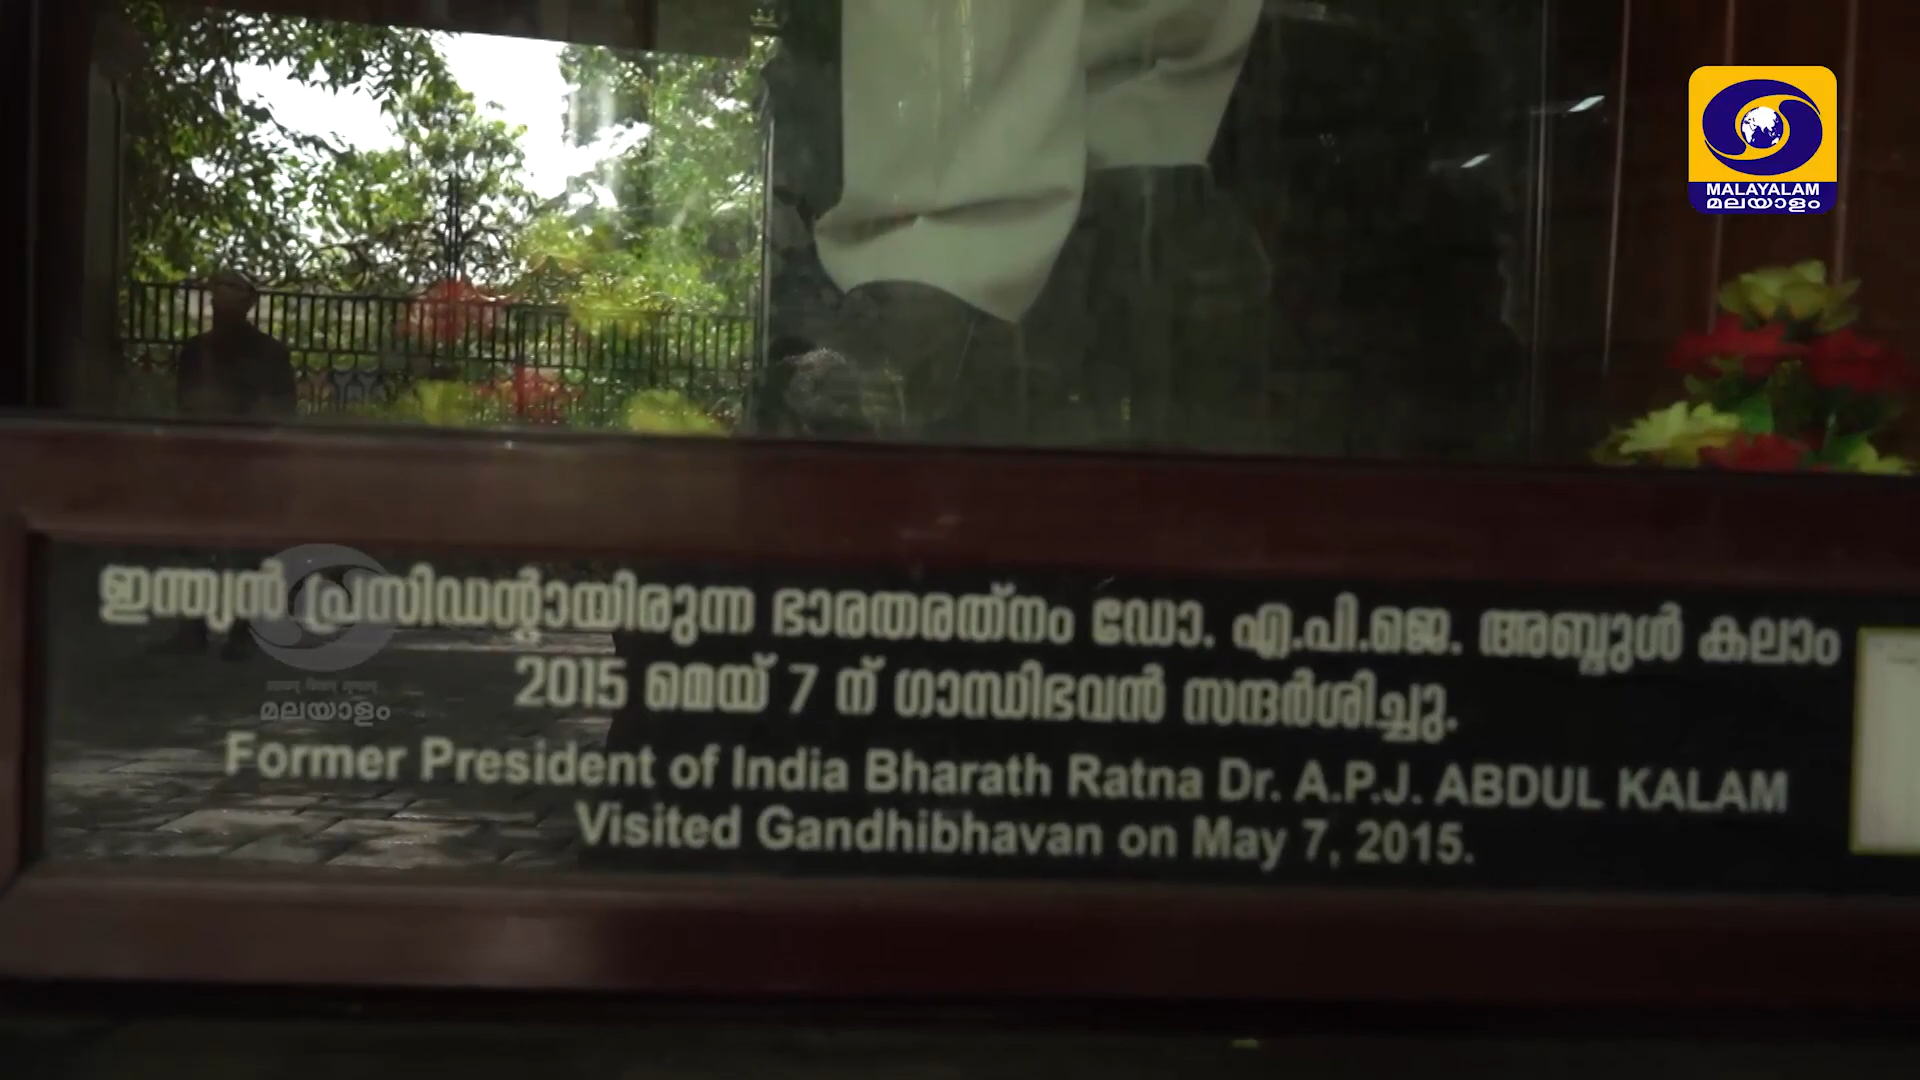 MALAYALAM
മലയാളം
ഇന്ത്യൻ പ്രസിഡന്റായിരുന്ന ഭാരതരത്നം ഡോ. എ.പി.ജെ. അബ്ദുൾ കലാം
2015 മെയ് 7 ന് ഗാന്ധിഭവൻ സന്ദർശിച്ചു.
Former President of India Bharath Ratna Dr. A.P.J. ABDUL KALAM
Visited Gandhibhavan on May 7, 2015.
മലയാളം